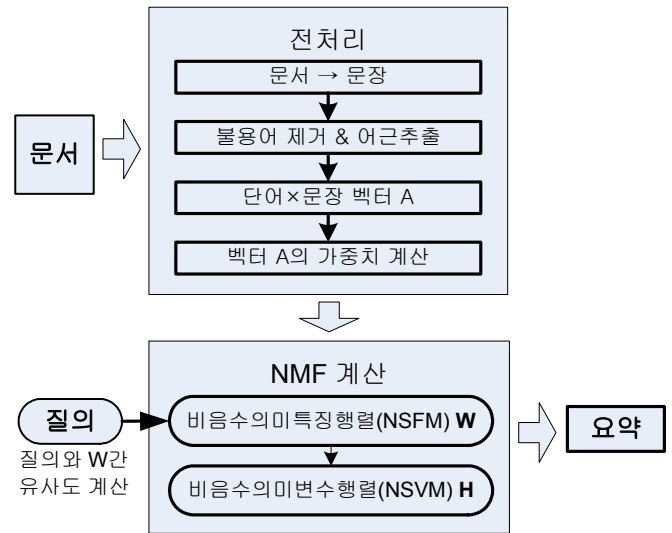 전처리
문서 → 문장
문서
불용어 제거 & 어근추출
단어×문장 벡터 A
벡터 A의 가중치 계산
NMF 계산
질의
비음수의미특징행렬(NSFM) W
요약
질의와 W간
유사도 계산
비음수의미변수행렬(NSVM) H